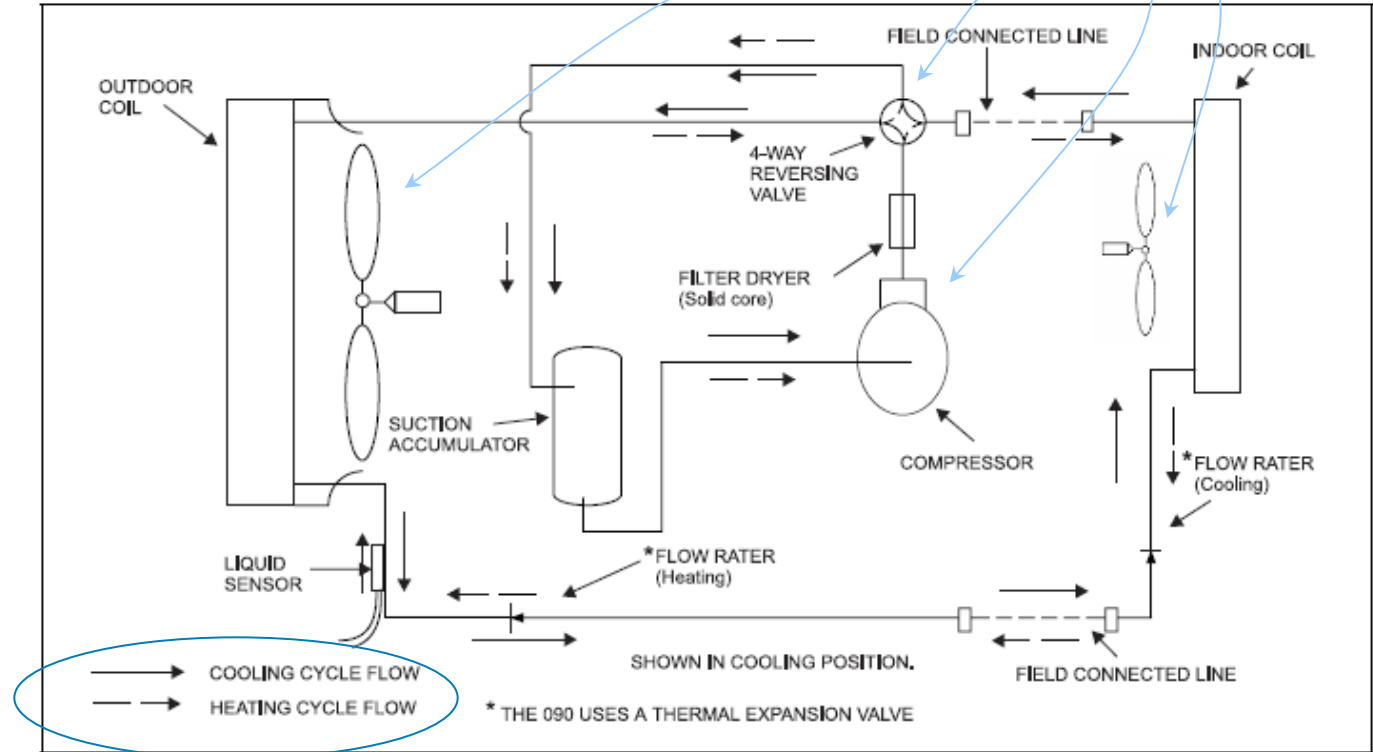 FIELD CONNECTED LINE
INDOOR COIL
OUTDOOR
COIL
4-WAY
REVERSING
VALVE
FILTER DRYER
(Solid core)
SUCTION
ACCUMULATOR
COMPRESSOR
*FLOW RATER
(Cooling)
LIQUID
SENSOR
*FLOW RATER
(Heating)
SHOWN IN COOLING POSITION.
FIELD CONNECTED LINE
COOLING CYCLE FLOW
HEATING CYCLE FLOW
* THE 090 USES A THERMAL EXPANSION VALVE